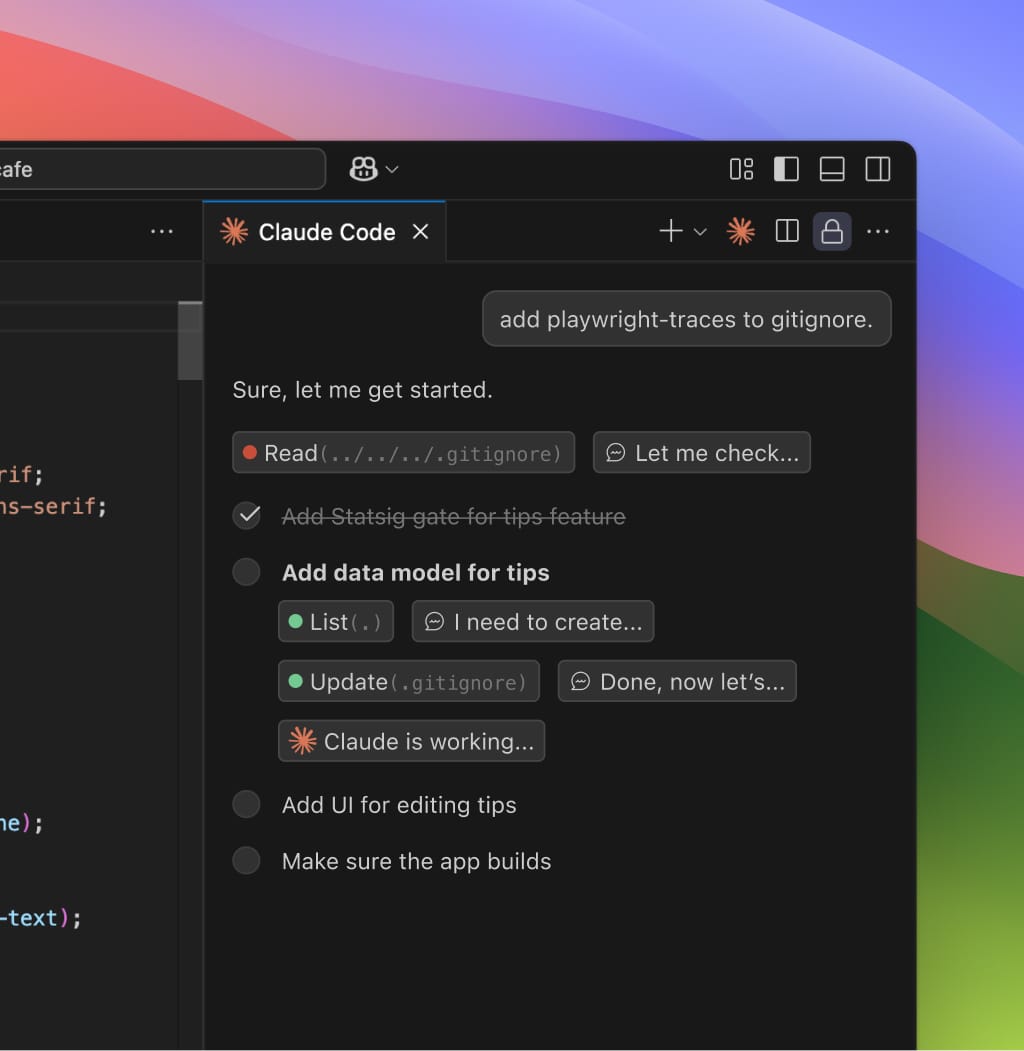 cafe
Claude Code
add playwright-traces to gitignore.
Sure, let me get started.
Read(../../../.gitignore) Let me check...
rif;
ns-serif;
Add Statsig gate for tips feature
Add data model for tips
List(.) I need to create...
Update(.gitignore) Done, now let’s...
Claude is working...
Add UI for editing tips
ne);
Make sure the app builds
-text);